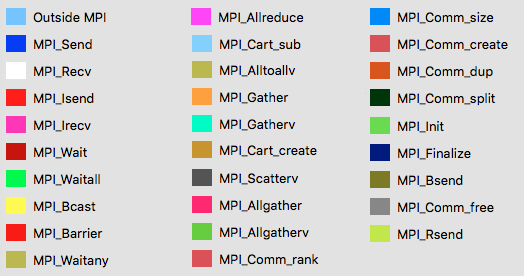 Outside MPI
MPI_Send
MPI_Recv
MPI_Isend
MPI_Irecv
MPI_Wait
MPI_Waitall
MPI_Bcast
MPI_Barrier
MPI_Waitany
MPI_Allreduce
MPI_Cart_sub
MPI_Alltoallv
MPI_Gather
MPI_Gatherv
MPI_Cart_create
MPI_Scatterv
MPI_Allgather
MPI_Allgatherv
MPI_Comm_rank
MPI_Comm_size
MPI_Comm_create
MPI_Comm_dup
MPI_Comm_split
MPI_Init
MPI_Finalize
MPI_Bsend
MPI_Comm_free
MPI_Rsend